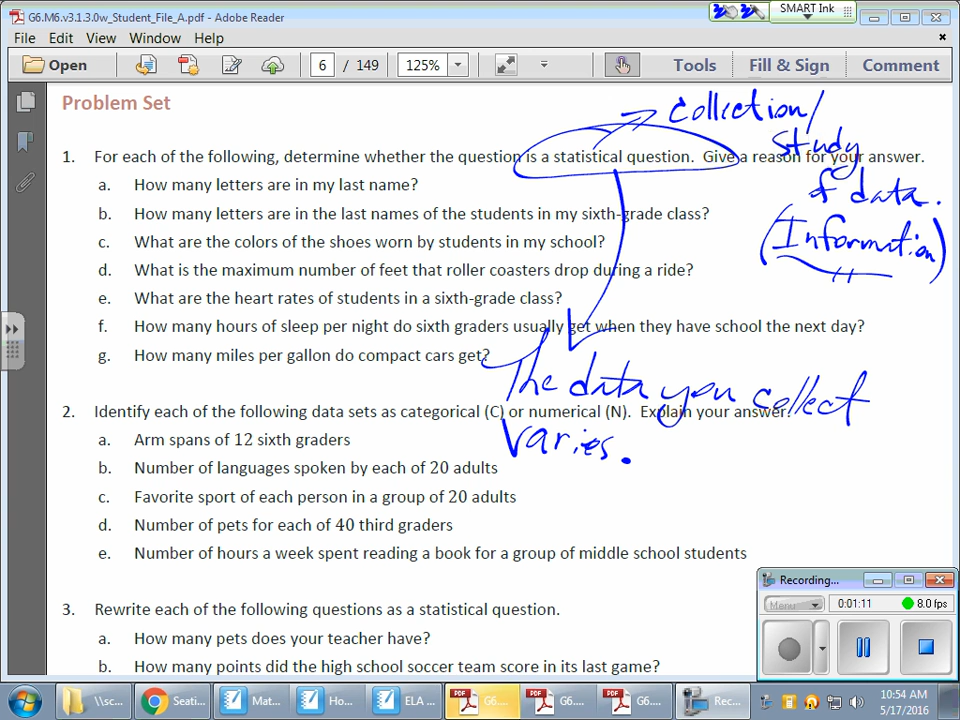 G6.M6.v3.1.3.0w_Student_File_A.pdf - Adobe Reader
SMART Ink
File Edit View Window Help
Open 6 / 149 125% Tools Fill & Sign Comment
Problem Set
Collection/
1. For each of the following, determine whether the question is a statistical question. Give a reason for your answer.
study
a. How many letters are in my last name?
of data.
b. How many letters are in the last names of the students in my sixth-grade class?
(Information)
c. What are the colors of the shoes worn by students in my school?
d. What is the maximum number of feet that roller coasters drop during a ride?
e. What are the heart rates of students in a sixth-grade class?
f. How many hours of sleep per night do sixth graders usually get when they have school the next day?
g. How many miles per gallon do compact cars get?
The data you collect
varies.
2. Identify each of the following data sets as categorical (C) or numerical (N). Explain your answer.
a. Arm spans of 12 sixth graders
b. Number of languages spoken by each of 20 adults
c. Favorite sport of each person in a group of 20 adults
d. Number of pets for each of 40 third graders
e. Number of hours a week spent reading a book for a group of middle school students
3. Rewrite each of the following questions as a statistical question.
a. How many pets does your teacher have?
b. How many points did the high school soccer team score in its last game?
Recording...
Menu 0:01:11 8.0 fps
\\sc... Seati... Mat... Ho... ELA ... G6.... G6.... G6.... Rec...
10:54 AM
5/17/2016